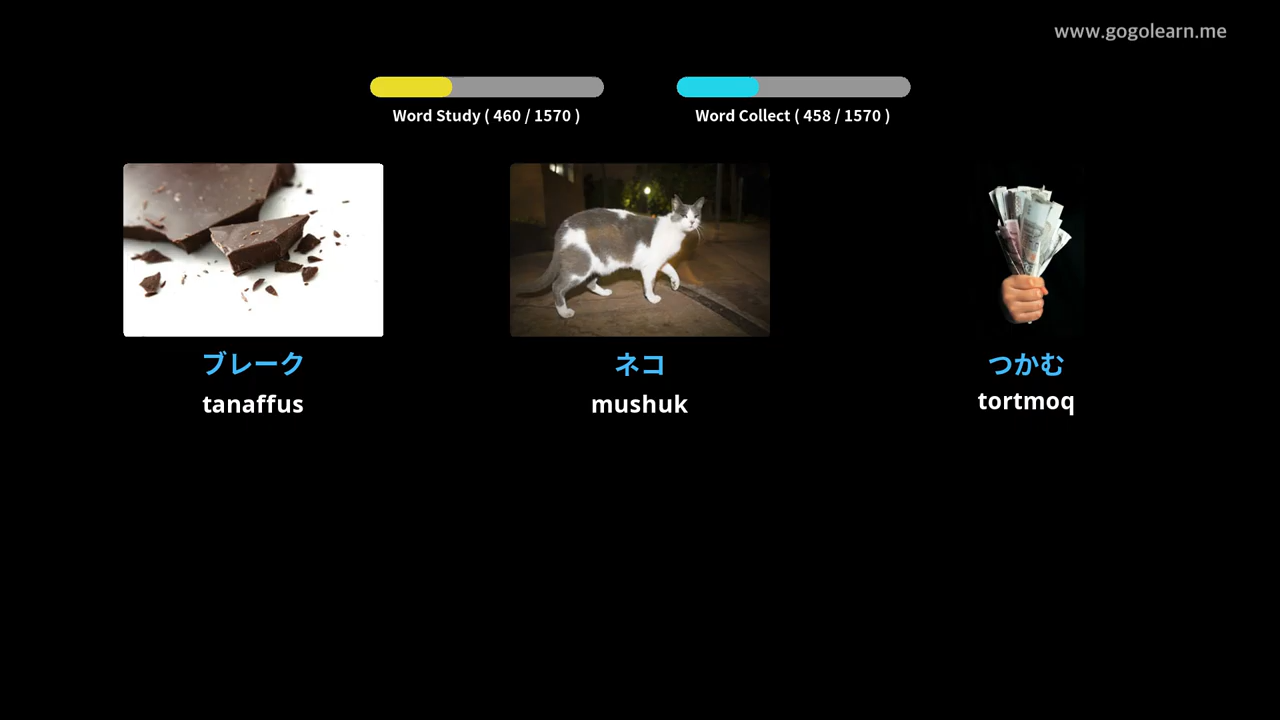 www.gogolearn.me
Word Study ( 460 / 1570 )
Word Collect ( 458 / 1570 )
ブレーク
ネコ
つかむ
tanaffus
mushuk
tortmoq